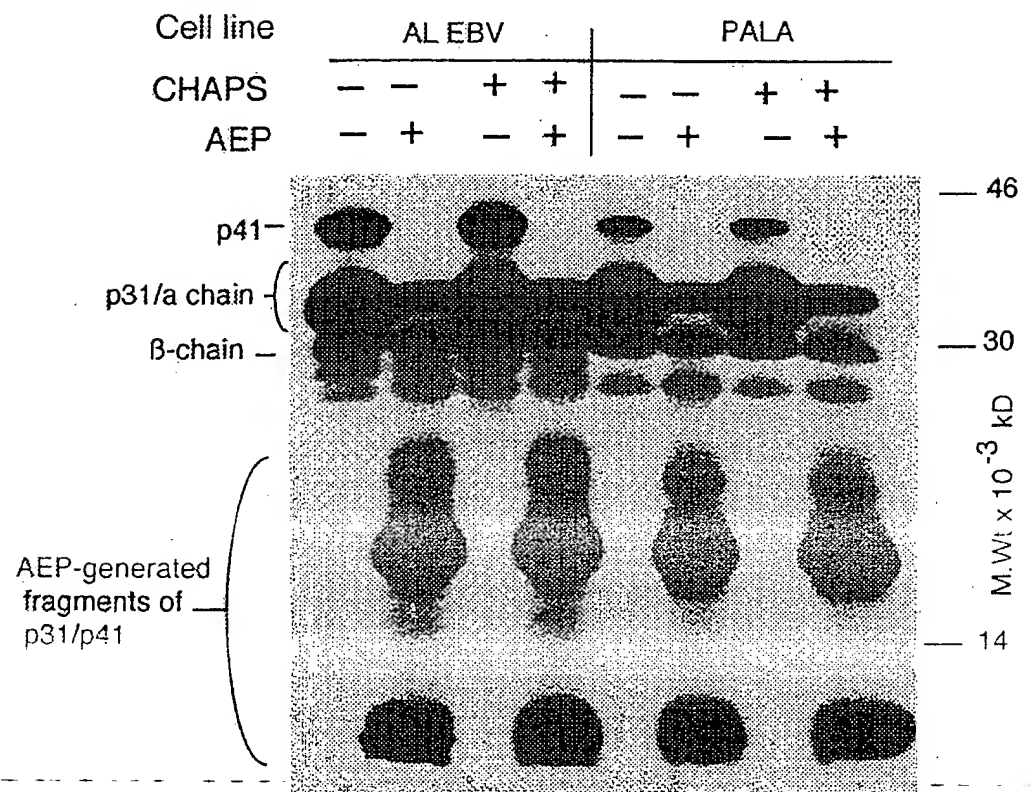 Cell line AL EBV PALA
CHAPS − − + + − − + +
AEP − + − + − + − +
46
p41
p31/a chain
ß-chain
30
M.Wt x 10⁻³ kD
AEP-generated
fragments of
p31/p41
14